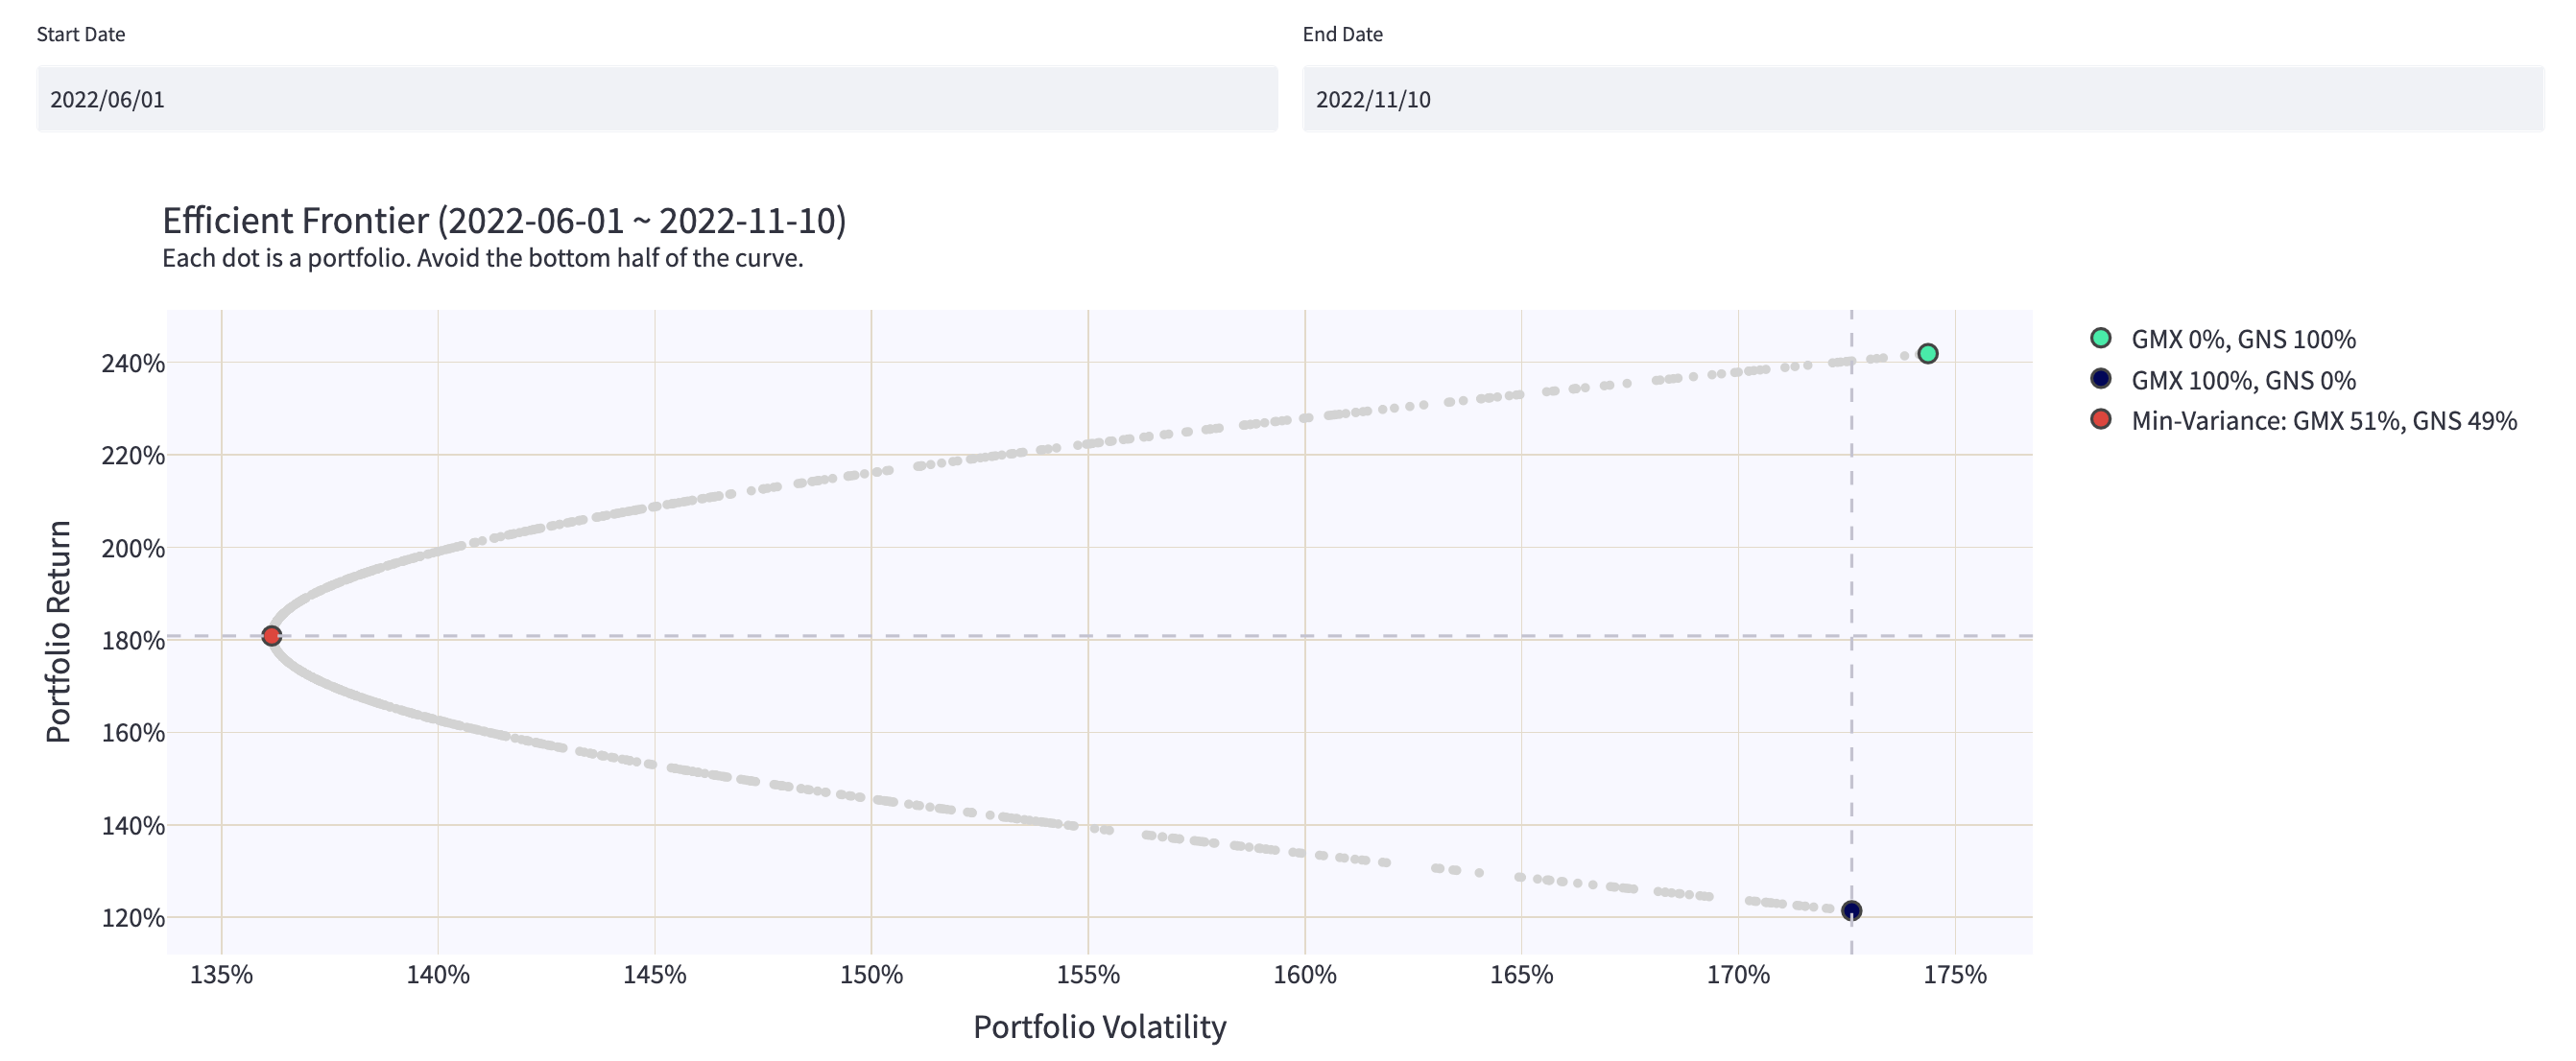 Start Date
End Date
2022/06/01
2022/11/10
Efficient Frontier (2022-06-01 ~ 2022-11-10)
Each dot is a portfolio. Avoid the bottom half of the curve.
GMX 0%, GNS 100%
GMX 100%, GNS 0%
Min-Variance: GMX 51%, GNS 49%
Portfolio Return
240%
220%
200%
180%
160%
140%
120%
135%
140%
145%
150%
155%
160%
165%
170%
175%
Portfolio Volatility